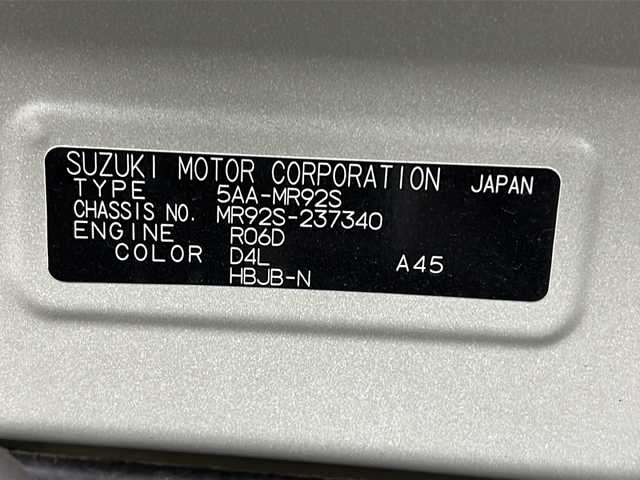 SUZUKI MOTOR CORPORATION JAPAN
TYPE 5AA-MR92S
CHASSIS NO. MR92S-237340
ENGINE R06D
COLOR D4L A45
HBJB-N